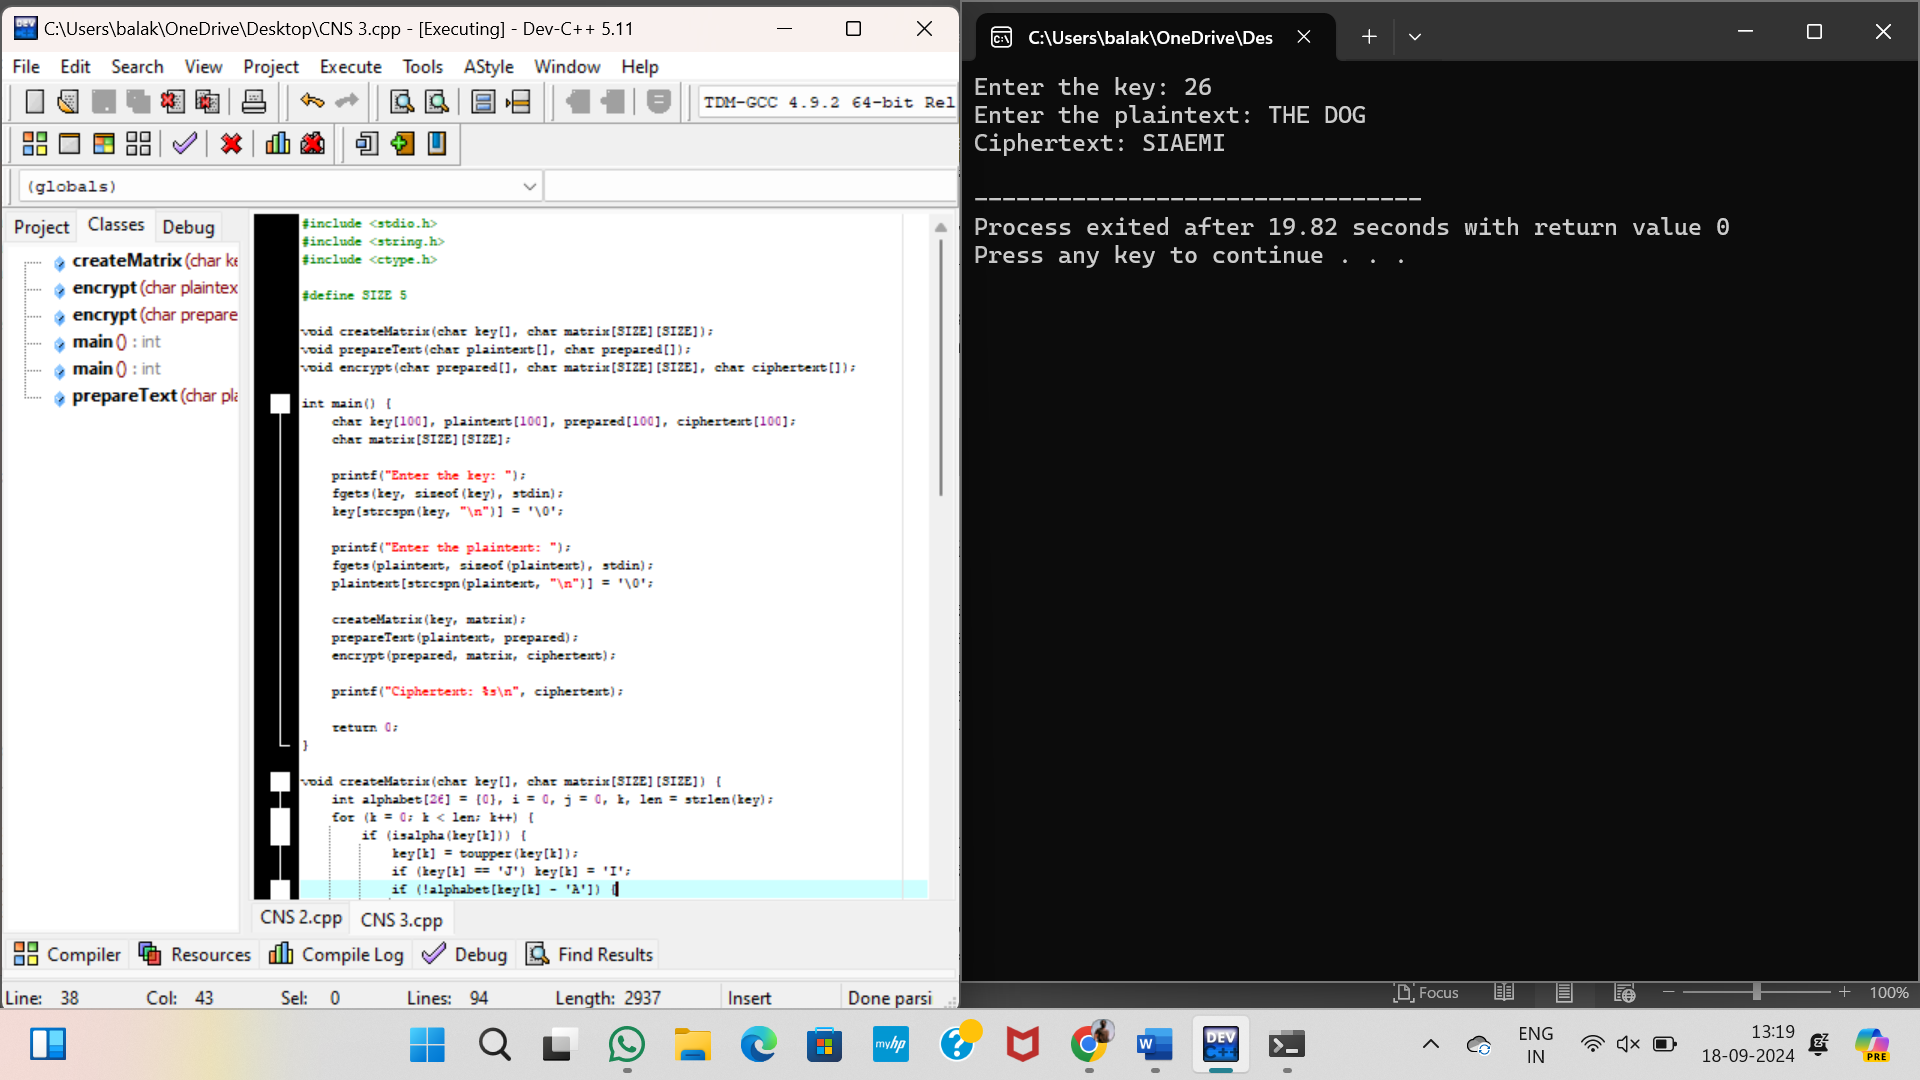 C:\Users\balak\OneDrive\Desktop\CNS 3.cpp - [Executing] - Dev-C++ 5.11
File Edit Search View Project Execute Tools AStyle Window Help
TDM-GCC 4.9.2 64-bit Rel
(globals)
Project Classes Debug
createMatrix (char ke
encrypt (char plaintex
encrypt (char prepare
main () : int
main () : int
prepareText (char pla
#include <stdio.h>
#include <string.h>
#include <ctype.h>
#define SIZE 5
void createMatrix(char key[], char matrix[SIZE][SIZE]);
void prepareText(char plaintext[], char prepared[]);
void encrypt(char prepared[], char matrix[SIZE][SIZE], char ciphertext[]);
int main() {
char key[100], plaintext[100], prepared[100], ciphertext[100];
char matrix[SIZE][SIZE];
printf("Enter the key: ");
fgets(key, sizeof(key), stdin);
key[strcspn(key, "\n")] = '\0';
printf("Enter the plaintext: ");
fgets(plaintext, sizeof(plaintext), stdin);
plaintext[strcspn(plaintext, "\n")] = '\0';
createMatrix(key, matrix);
prepareText(plaintext, prepared);
encrypt(prepared, matrix, ciphertext);
printf("Ciphertext: %s\n", ciphertext);
return 0;
}
void createMatrix(char key[], char matrix[SIZE][SIZE]) {
int alphabet[26] = {0}, i = 0, j = 0, k, len = strlen(key);
for (k = 0; k < len; k++) {
if (isalpha(key[k])) {
key[k] = toupper(key[k]);
if (key[k] == 'J') key[k] = 'I';
if (!alphabet[key[k] - 'A']) {
CNS 2.cpp CNS 3.cpp
Compiler Resources Compile Log Debug Find Results
Line: 38 Col: 43 Sel: 0 Lines: 94 Length: 2937 Insert Done parsi
C:\Users\balak\OneDrive\Des
Enter the key: 26
Enter the plaintext: THE DOG
Ciphertext: SIAEMI
--------------------------------
Process exited after 19.82 seconds with return value 0
Press any key to continue . . .
Focus 100%
myhp
DEV C++
ENG
IN
13:19
18-09-2024
PRE